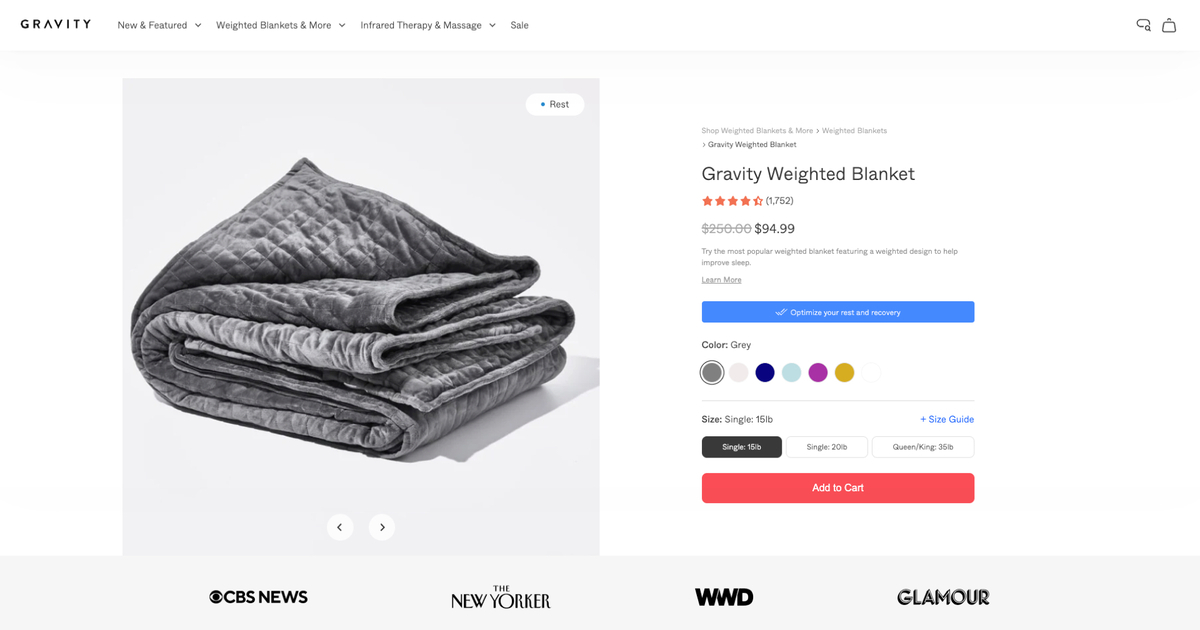 GRAVITY
New & Featured
Weighted Blankets & More
Infrared Therapy & Massage
Sale
Rest
Shop Weighted Blankets & More > Weighted Blankets
> Gravity Weighted Blanket
Gravity Weighted Blanket
(1,752)
$250.00 $94.99
Try the most popular weighted blanket featuring a weighted design to help
improve sleep.
Learn More
Optimize your rest and recovery
Color: Grey
Size: Single: 15lb
+ Size Guide
Single: 15lb
Single: 20lb
Queen/King: 35lb
Add to Cart
CBS NEWS
THE
NEW YORKER
WWD
GLAMOUR